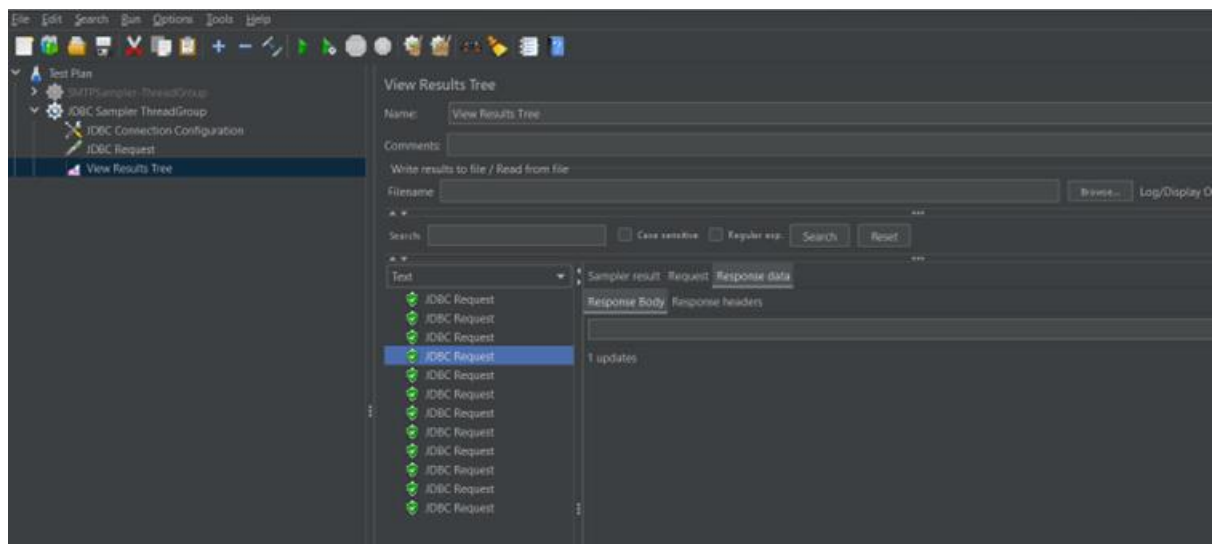 File Edit Search Run Options Tools Help
Test Plan
SMTPSampler-ThreadGroup
JDBC Sampler ThreadGroup
JDBC Connection Configuration
JDBC Request
View Results Tree
View Results Tree
Name: View Results Tree
Comments:
Write results to file / Read from file
Filename Browse... Log/Display O
Search: Case sensitive Regular exp. Search Reset
Text Sampler result Request Response data
Response Body Response headers
JDBC Request
JDBC Request
JDBC Request
JDBC Request 1 updates
JDBC Request
JDBC Request
JDBC Request
JDBC Request
JDBC Request
JDBC Request
JDBC Request
JDBC Request